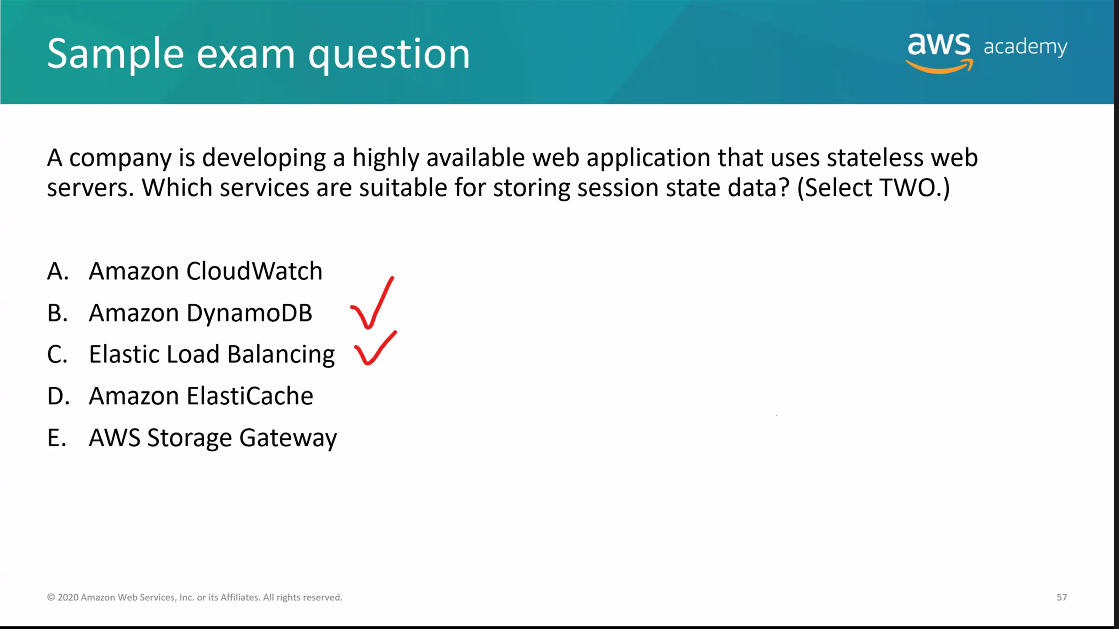 Sample exam question
aws academy
A company is developing a highly available web application that uses stateless web
servers. Which services are suitable for storing session state data? (Select TWO.)
A. Amazon CloudWatch
B. Amazon DynamoDB
C. Elastic Load Balancing
D. Amazon ElastiCache
E. AWS Storage Gateway
© 2020 Amazon Web Services, Inc. or its Affiliates. All rights reserved.
57